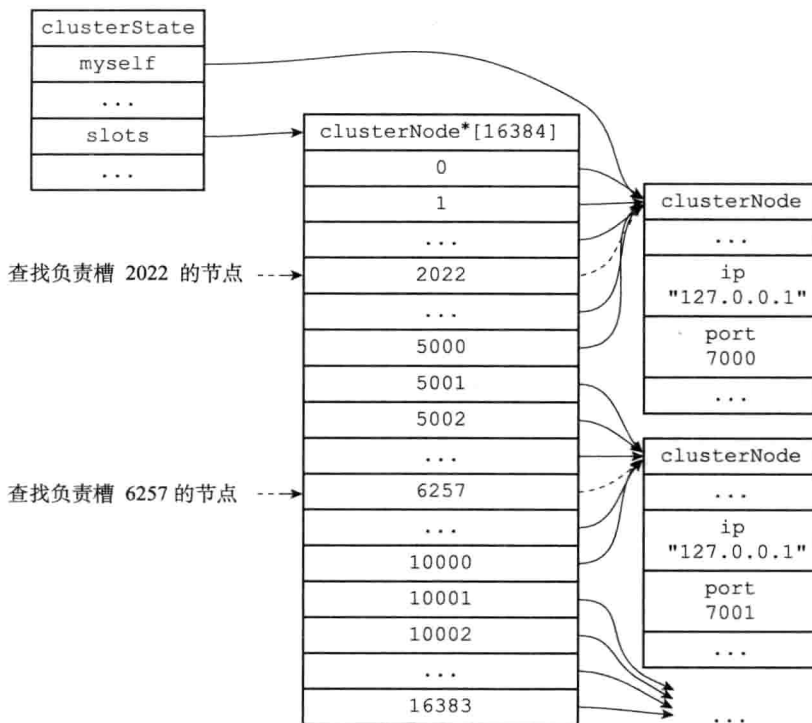 clusterState
myself
...
slots
...
clusterNode*[16384]
0
1
...
2022
...
5000
5001
5002
...
6257
...
10000
10001
10002
...
16383
查找负责槽 2022 的节点
查找负责槽 6257 的节点
clusterNode
...
ip
"127.0.0.1"
port
7000
...
clusterNode
...
ip
"127.0.0.1"
port
7001
...
...